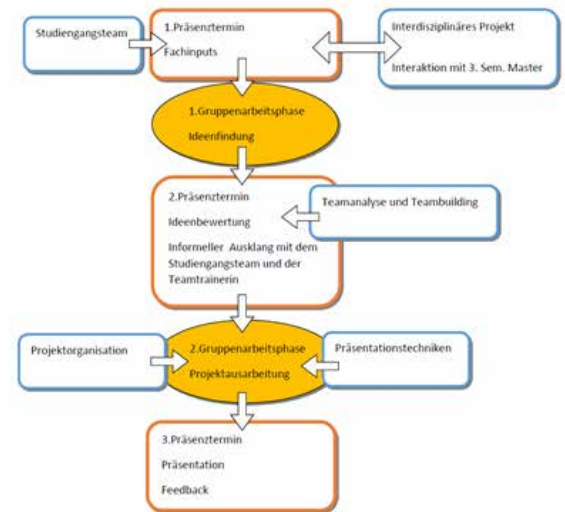 Studiengangsteam
1.Präsenztermin
Fachinputs
Interdisziplinäres Projekt
Interaktion mit 3. Sem. Master
1.Gruppenarbeitsphase
Ideenfindung
2.Präsenztermin
Ideenbewertung
Informeller Ausklang mit dem
Studiengangsteam und der
Teamtrainerin
Teamanalyse und Teambuilding
Projektorganisation
2.Gruppenarbeitsphase
Projektausarbeitung
Präsentationstechniken
3.Präsenztermin
Präsentation
Feedback